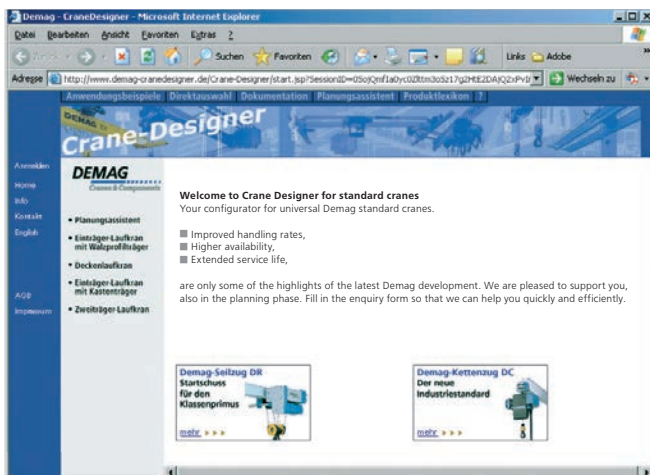 Demag - CraneDesigner - Microsoft Internet Explorer
Datei Bearbeiten Ansicht Favoriten Extras ?
Suchen Favoriten Links Adobe
Adresse Wechseln zu
Anwendungsbeispiele Direktauswahl Dokumentation Planungsassistent Produktlexikon ?
DEMAG
Crane-Designer
Anmelden
Home
Info
Kontakt
English
AGB
Impressum
DEMAG
Cranes & Components
• Planungsassistent
• Einträger-Laufkran
mit Walzprofilträger
• Deckenlaufkran
• Einträger-Laufkran
mit Kastenträger
• Zweiträger-Laufkran
Welcome to Crane Designer for standard cranes
Your configurator for universal Demag standard cranes.
■ Improved handling rates,
■ Higher availability,
■ Extended service life,
are only some of the highlights of the latest Demag development. We are pleased to support you,
also in the planning phase. Fill in the enquiry form so that we can help you quickly and efficiently.
Demag-Seilzug DR
Startschuss
für den
Klassenprimus
mehr
Demag-Kettenzug DC
Der neue
Industriestandard
mehr